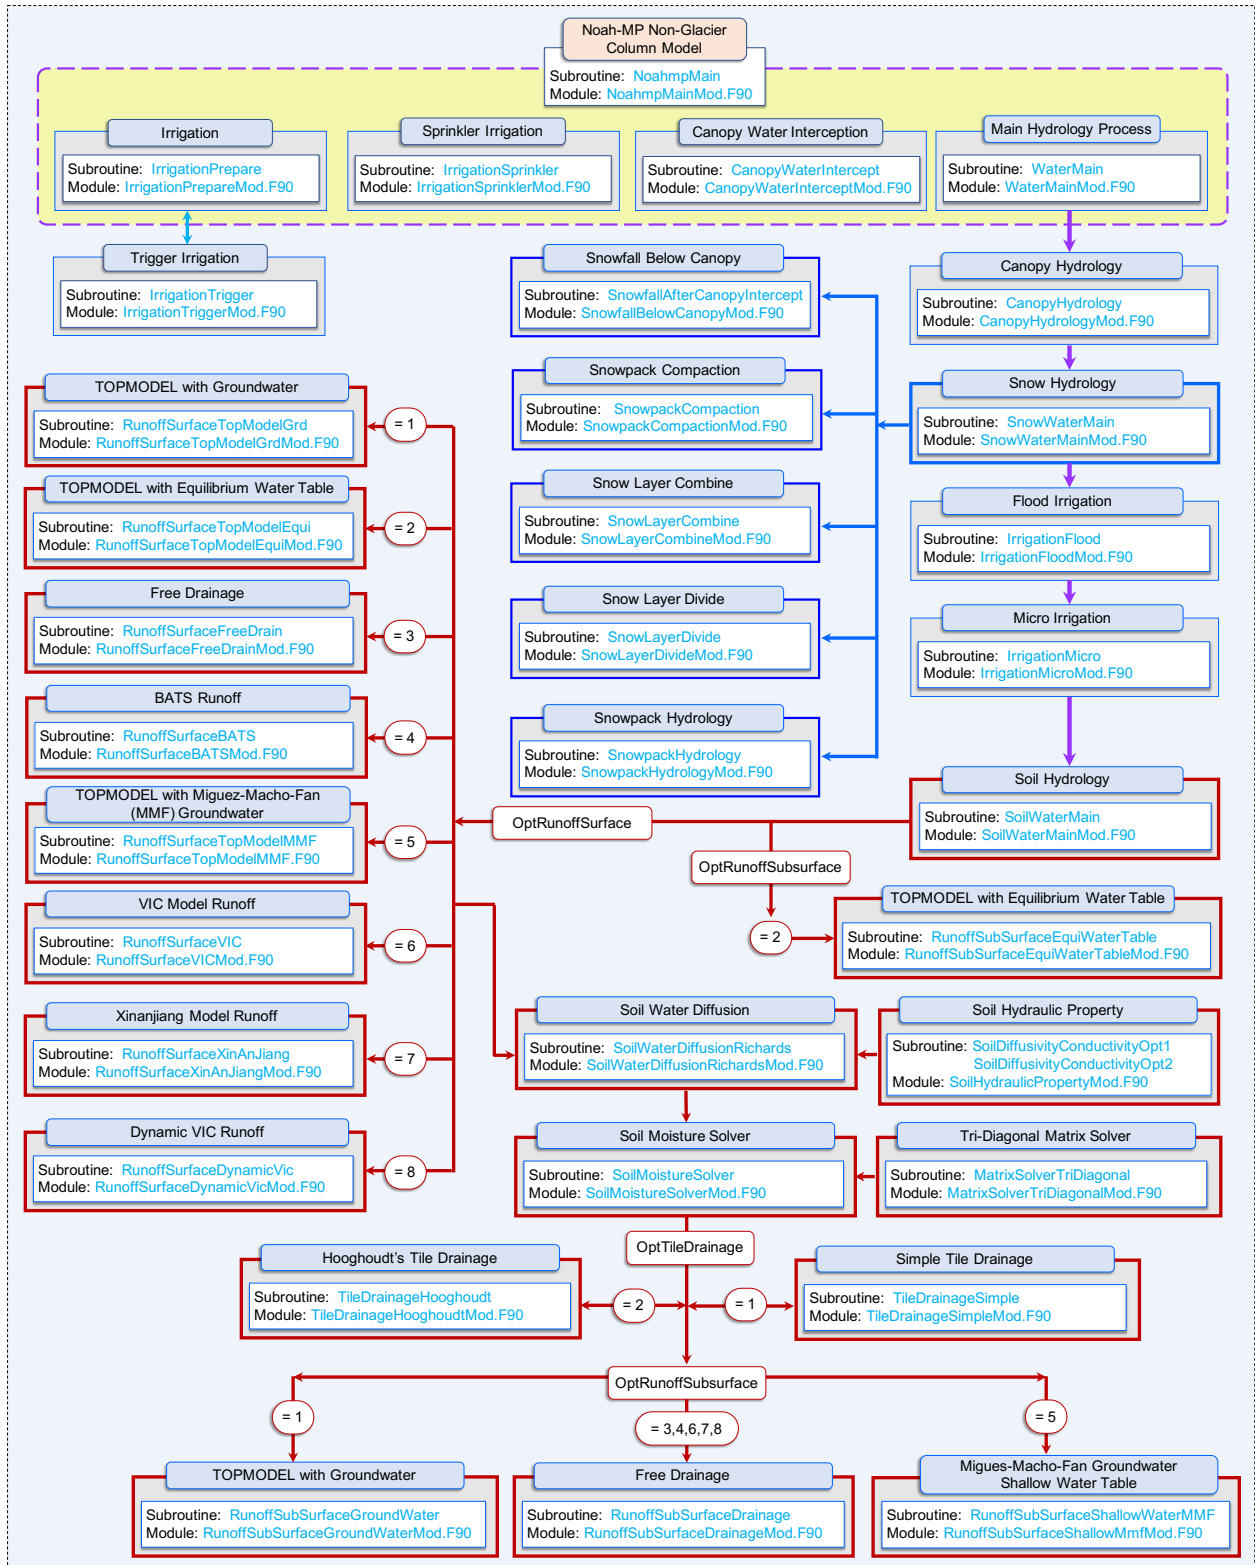 Noah-MP Non-Glacier
Column Model
Subroutine: NoahmpMain
Module: NoahmpMainMod.F90
Irrigation
Subroutine: IrrigationPrepare
Module: IrrigationPrepareMod.F90
Sprinkler Irrigation
Subroutine: IrrigationSprinkler
Module: IrrigationSprinklerMod.F90
Canopy Water Interception
Subroutine: CanopyWaterIntercept
Module: CanopyWaterInterceptMod.F90
Main Hydrology Process
Subroutine: WaterMain
Module: WaterMainMod.F90
Trigger Irrigation
Subroutine: IrrigationTrigger
Module: IrrigationTriggerMod.F90
Snowfall Below Canopy
Subroutine: SnowfallAfterCanopyIntercept
Module: SnowfallBelowCanopyMod.F90
Canopy Hydrology
Subroutine: CanopyHydrology
Module: CanopyHydrologyMod.F90
Snowpack Compaction
Subroutine: SnowpackCompaction
Module: SnowpackCompactionMod.F90
Snow Hydrology
Subroutine: SnowWaterMain
Module: SnowWaterMainMod.F90
Snow Layer Combine
Subroutine: SnowLayerCombine
Module: SnowLayerCombineMod.F90
Flood Irrigation
Subroutine: IrrigationFlood
Module: IrrigationFloodMod.F90
Snow Layer Divide
Subroutine: SnowLayerDivide
Module: SnowLayerDivideMod.F90
Micro Irrigation
Subroutine: IrrigationMicro
Module: IrrigationMicroMod.F90
Snowpack Hydrology
Subroutine: SnowpackHydrology
Module: SnowpackHydrologyMod.F90
Soil Hydrology
Subroutine: SoilWaterMain
Module: SoilWaterMainMod.F90
OptRunoffSurface
TOPMODEL with Groundwater
Subroutine: RunoffSurfaceTopModelGrd
Module: RunoffSurfaceTopModelGrdMod.F90
= 1
TOPMODEL with Equilibrium Water Table
Subroutine: RunoffSurfaceTopModelEqui
Module: RunoffSurfaceTopModelEquiMod.F90
= 2
Free Drainage
Subroutine: RunoffSurfaceFreeDrain
Module: RunoffSurfaceFreeDrainMod.F90
= 3
BATS Runoff
Subroutine: RunoffSurfaceBATS
Module: RunoffSurfaceBATSMod.F90
= 4
TOPMODEL with Miguez-Macho-Fan
(MMF) Groundwater
Subroutine: RunoffSurfaceTopModelMMF
Module: RunoffSurfaceTopModelMMF.F90
= 5
VIC Model Runoff
Subroutine: RunoffSurfaceVIC
Module: RunoffSurfaceVICMod.F90
= 6
Xinanjiang Model Runoff
Subroutine: RunoffSurfaceXinAnJiang
Module: RunoffSurfaceXinAnJiangMod.F90
= 7
Dynamic VIC Runoff
Subroutine: RunoffSurfaceDynamicVic
Module: RunoffSurfaceDynamicVicMod.F90
= 8
OptRunoffSubsurface
= 2
TOPMODEL with Equilibrium Water Table
Subroutine: RunoffSubSurfaceEquiWaterTable
Module: RunoffSubSurfaceEquiWaterTableMod.F90
Soil Water Diffusion
Subroutine: SoilWaterDiffusionRichards
Module: SoilWaterDiffusionRichardsMod.F90
Soil Hydraulic Property
Subroutine: SoilDiffusivityConductivityOpt1
SoilDiffusivityConductivityOpt2
Module: SoilHydraulicPropertyMod.F90
Soil Moisture Solver
Subroutine: SoilMoistureSolver
Module: SoilMoistureSolverMod.F90
Tri-Diagonal Matrix Solver
Subroutine: MatrixSolverTriDiagonal
Module: MatrixSolverTriDiagonalMod.F90
OptTileDrainage
Hooghoudt's Tile Drainage
Subroutine: TileDrainageHooghoudt
Module: TileDrainageHooghoudtMod.F90
= 2
= 1
Simple Tile Drainage
Subroutine: TileDrainageSimple
Module: TileDrainageSimpleMod.F90
OptRunoffSubsurface
= 1
= 3,4,6,7,8
= 5
TOPMODEL with Groundwater
Subroutine: RunoffSubSurfaceGroundWater
Module: RunoffSubSurfaceGroundWaterMod.F90
Free Drainage
Subroutine: RunoffSubSurfaceDrainage
Module: RunoffSubSurfaceDrainageMod.F90
Migues-Macho-Fan Groundwater
Shallow Water Table
Subroutine: RunoffSubSurfaceShallowWaterMMF
Module: RunoffSubSurfaceShallowMmfMod.F90